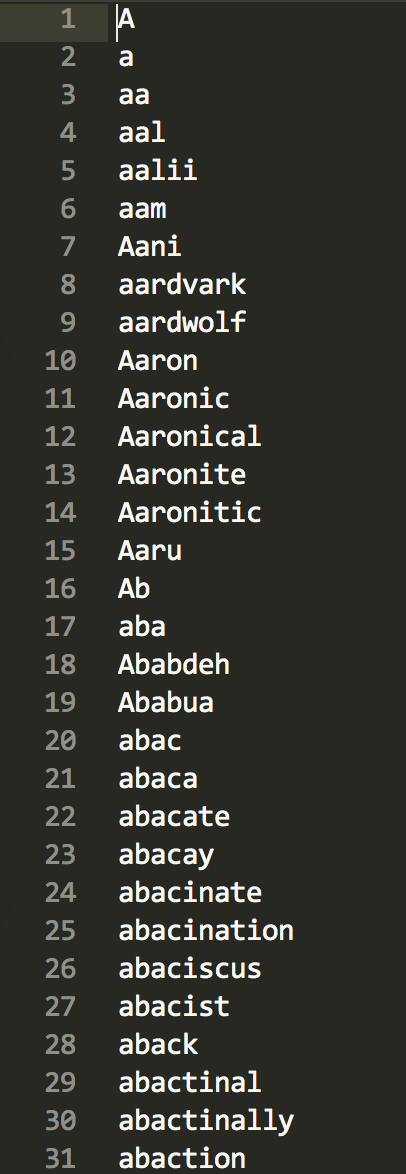 1 A
2 a
3 aa
4 aal
5 aalii
6 aam
7 Aani
8 aardvark
9 aardwolf
10 Aaron
11 Aaronic
12 Aaronical
13 Aaronite
14 Aaronitic
15 Aaru
16 Ab
17 aba
18 Ababdeh
19 Ababua
20 abac
21 abaca
22 abacate
23 abacay
24 abacinate
25 abacination
26 abaciscus
27 abacist
28 aback
29 abactinal
30 abactinally
31 abaction